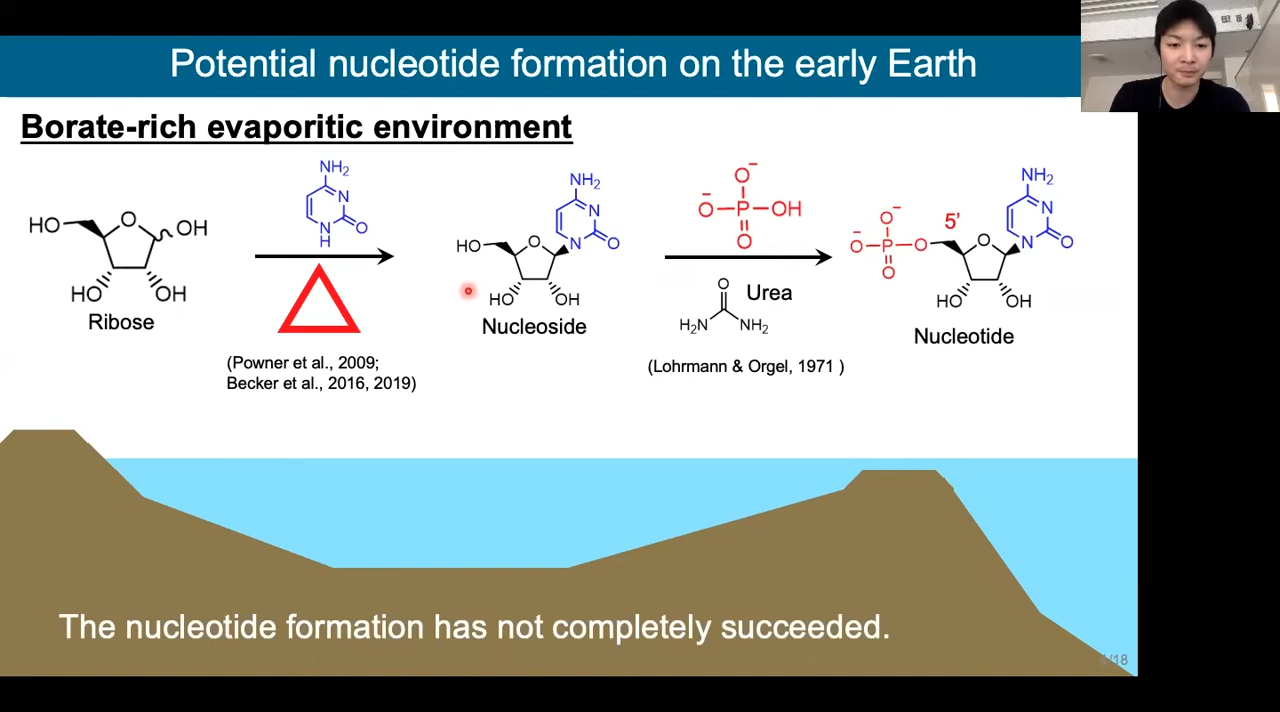 Potential nucleotide formation on the early Earth
Borate-rich evaporitic environment
HO
O
OH
HO
OH
Ribose
NH2
N
N
H
O
(Powner et al., 2009;
Becker et al., 2016, 2019)
NH2
N
N
O
HO
O
HO
OH
Nucleoside
O−
−O
P
OH
O
O
H2N
NH2
Urea
(Lohrmann & Orgel, 1971 )
NH2
N
N
O
O−
−O
P
O
O
5’
O
HO
OH
Nucleotide
The nucleotide formation has not completely succeeded.
4/18